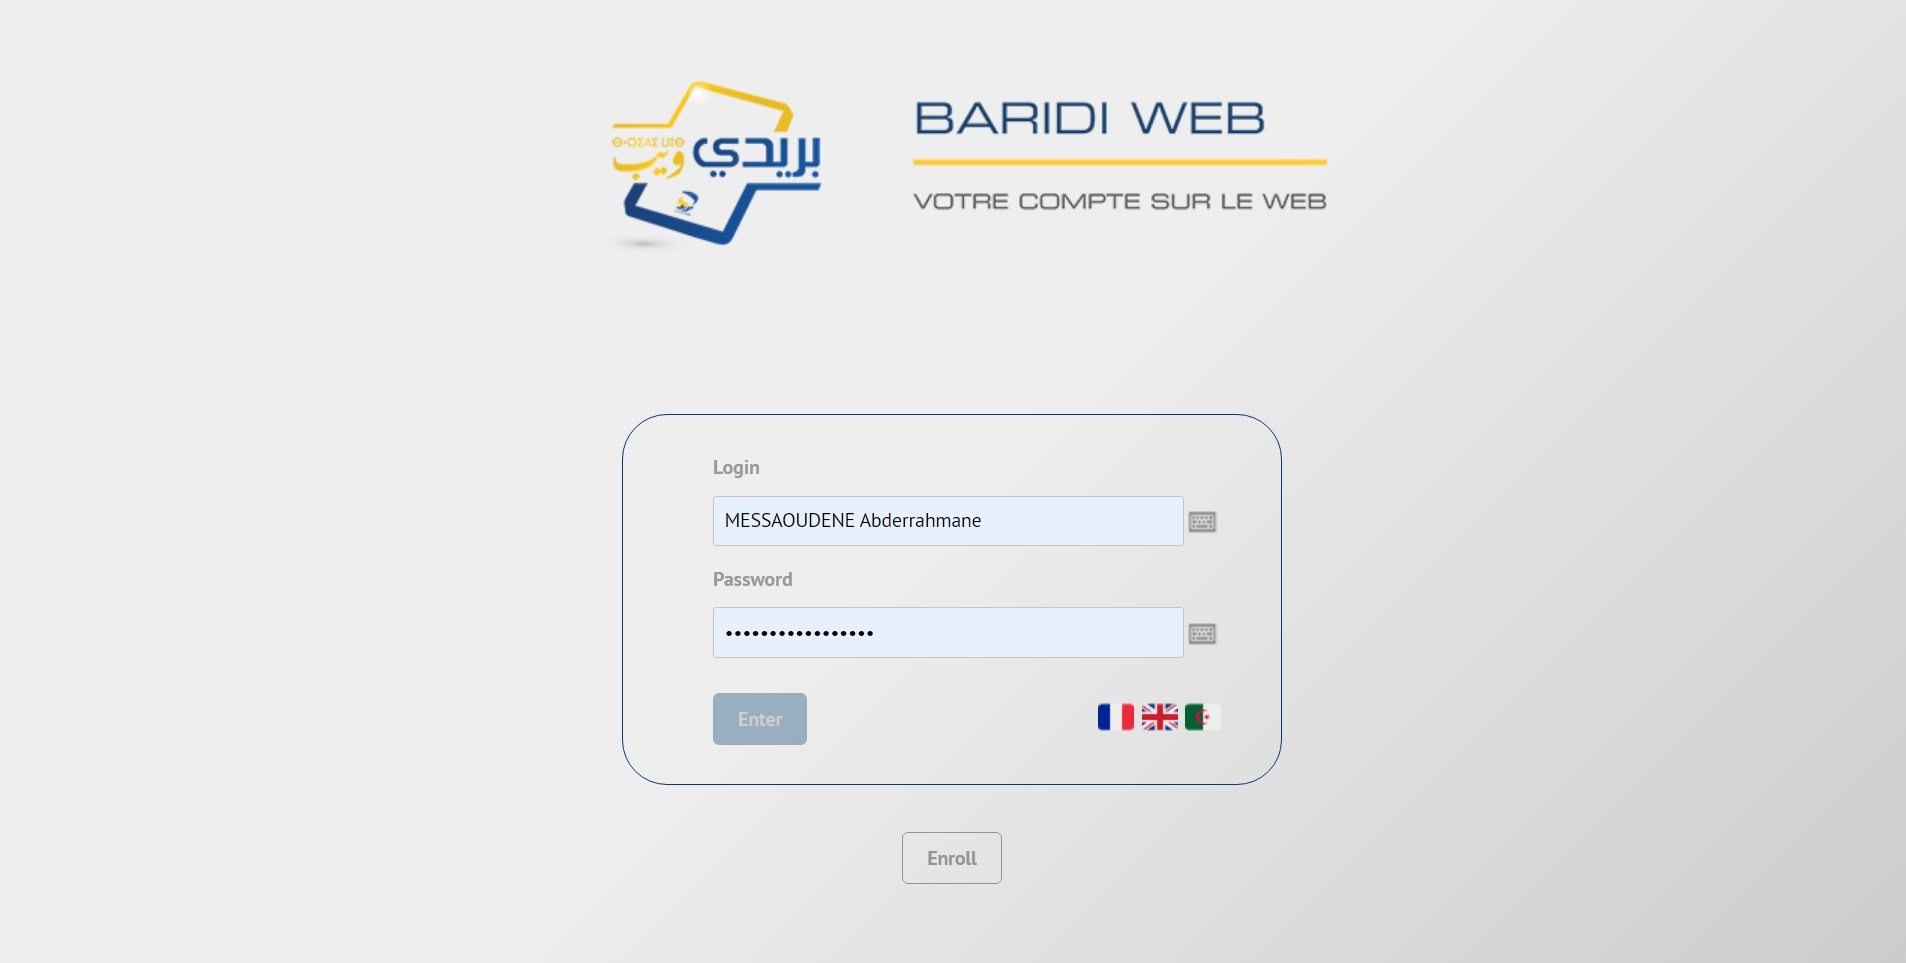 ⴱⴰⵔⵉⴷⵉ ⵡⵉⴱ
بريدي ويب
BARIDI WEB
VOTRE COMPTE SUR LE WEB
Login
MESSAOUDENE Abderrahmane
Password
•••••••••••••••••
Enter
Enroll